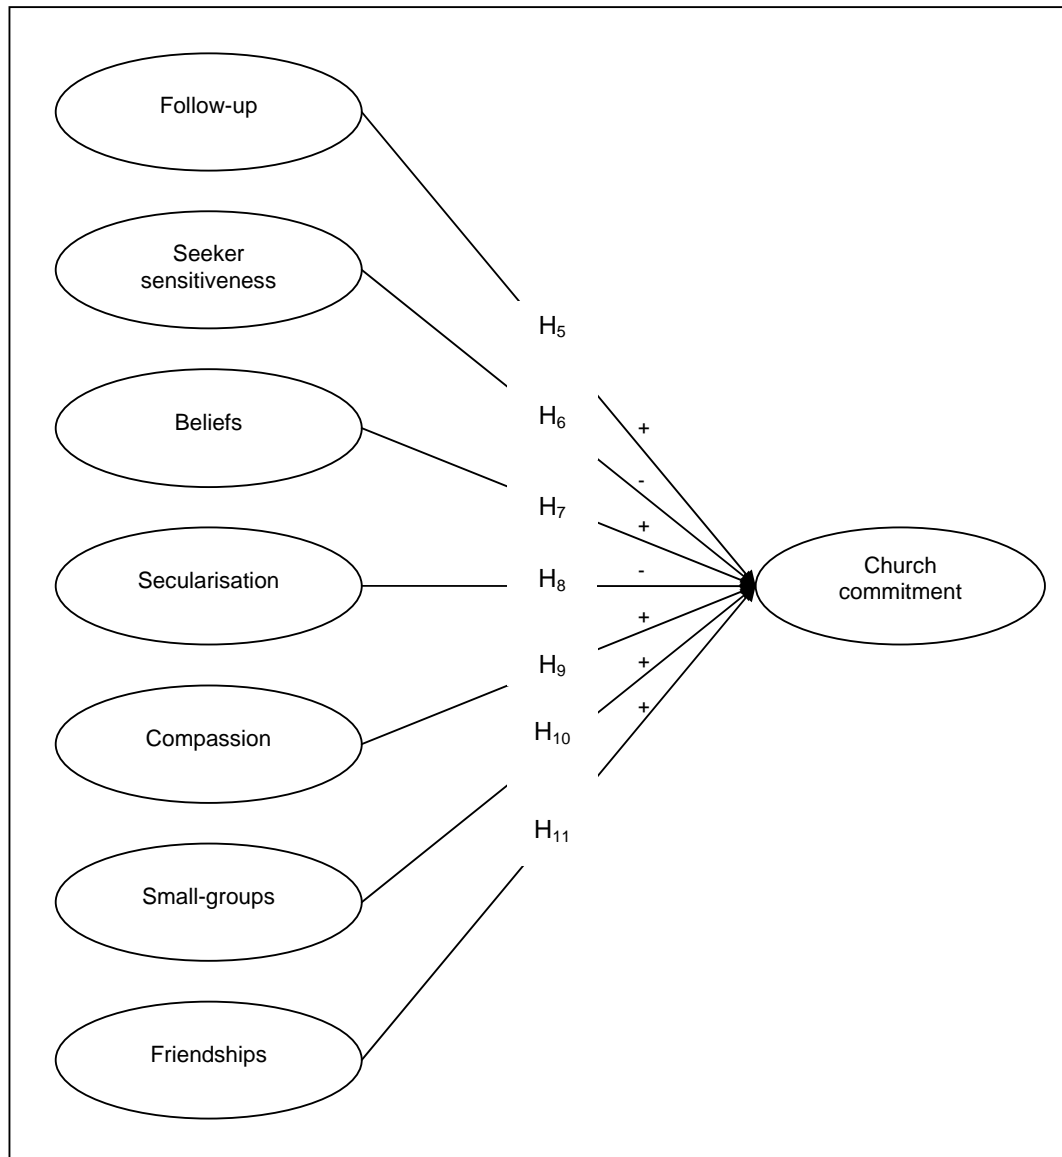 Follow-up
Seeker
sensitiveness
Beliefs
Secularisation
Compassion
Small-groups
Friendships
H₅
H₆
H₇
H₈
H₉
H₁₀
H₁₁
+
-
+
-
+
+
+
Church
commitment